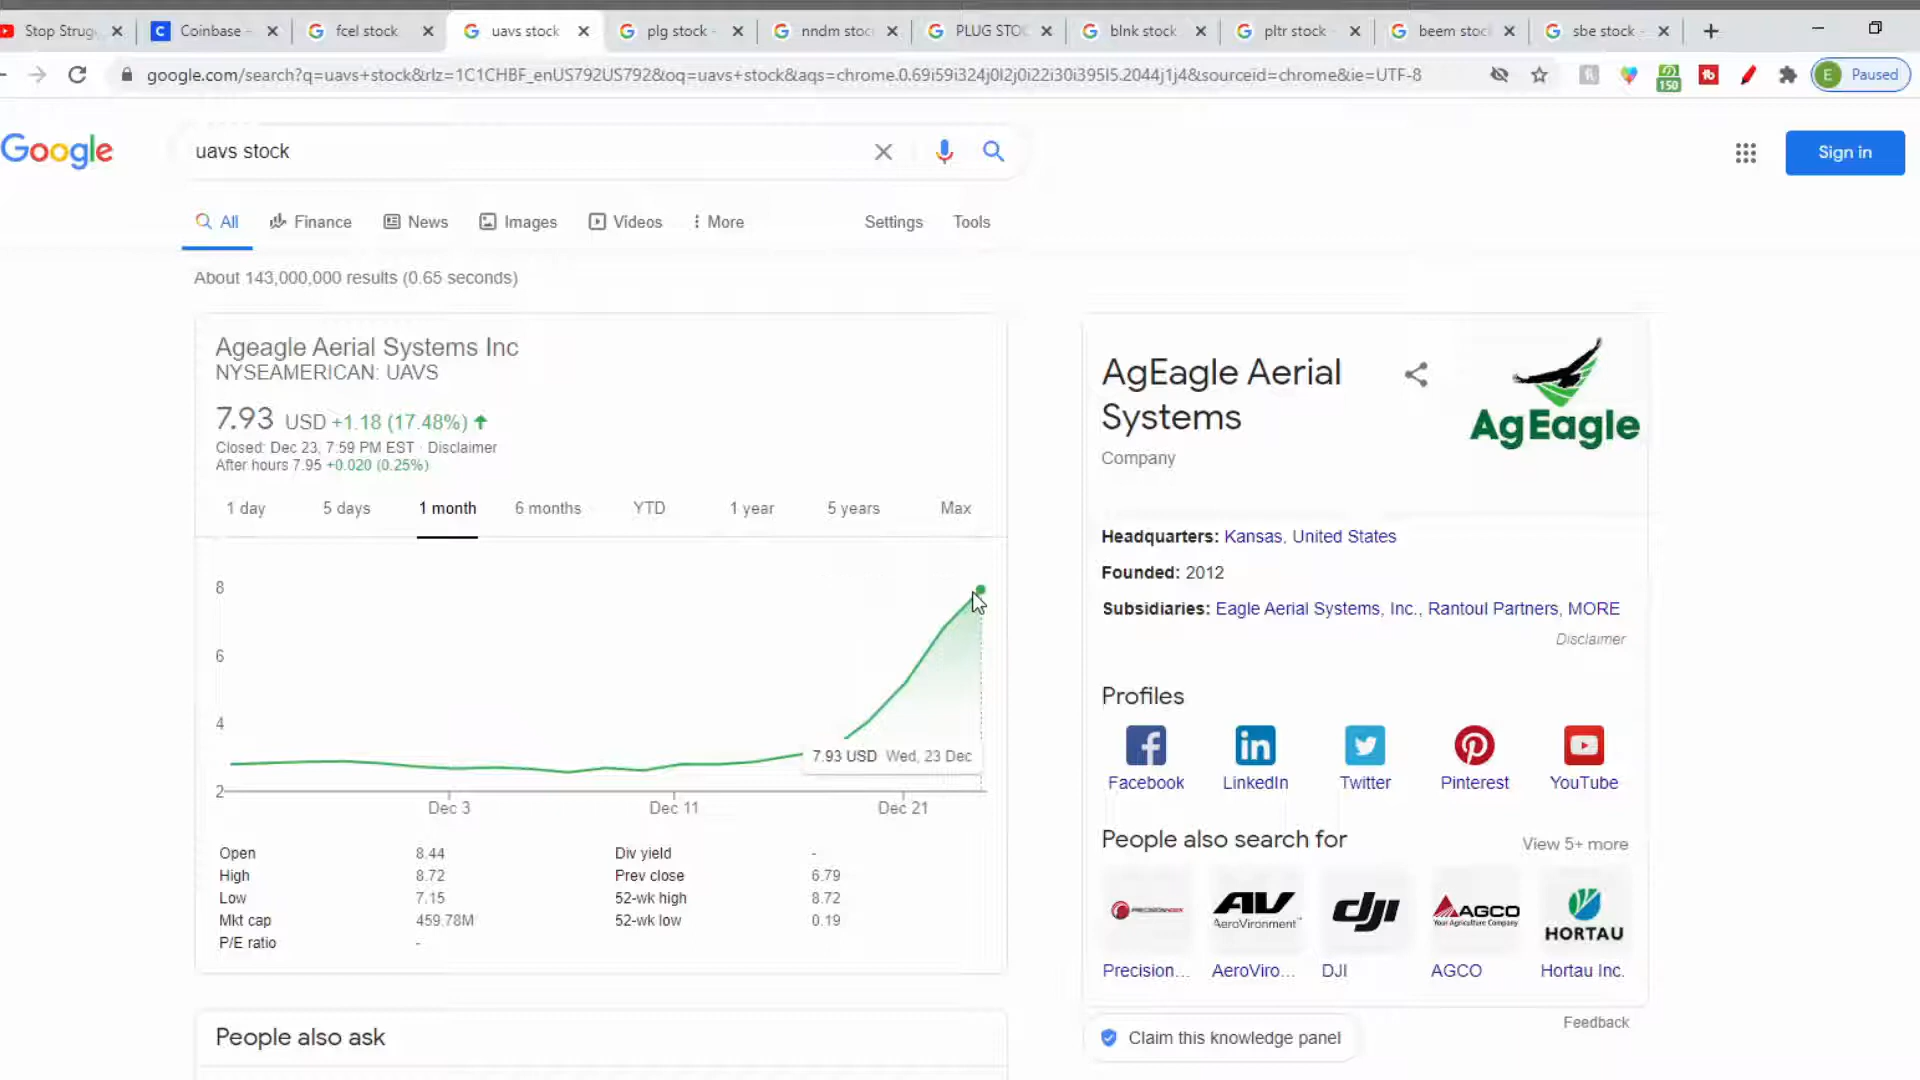 Stop Strug
Coinbase -
fcel stock
uavs stock
plg stock -
nndm stoc
PLUG STO
blnk stock
pltr stock
beem stoc
sbe stock -
google.com/search?q=uavs+stock&rlz=1C1CHBF_enUS792US792&oq=uavs+stock&aqs=chrome.0.69i59i324j0l2j0i22i30i395l5.2044j1j4&sourceid=chrome&ie=UTF-8
150
E Paused
Google
uavs stock
Sign in
All
Finance
News
Images
Videos
More
Settings
Tools
About 143,000,000 results (0.65 seconds)
Ageagle Aerial Systems Inc
NYSEAMERICAN: UAVS
7.93 USD +1.18 (17.48%)
Closed: Dec 23, 7:59 PM EST · Disclaimer
After hours 7.95 +0.020 (0.25%)
1 day
5 days
1 month
6 months
YTD
1 year
5 years
Max
8
6
4
2
7.93 USD Wed, 23 Dec
Dec 3
Dec 11
Dec 21
Open 8.44
High 8.72
Low 7.15
Mkt cap 459.78M
P/E ratio -
Div yield -
Prev close 6.79
52-wk high 8.72
52-wk low 0.19
People also ask
AgEagle Aerial
Systems
Company
AgEagle
Headquarters: Kansas, United States
Founded: 2012
Subsidiaries: Eagle Aerial Systems, Inc., Rantoul Partners, MORE
Disclaimer
Profiles
Facebook
LinkedIn
Twitter
Pinterest
YouTube
People also search for
View 5+ more
AeroVironment
dji
AGCO
Your Agriculture Company
HORTAU
Precision...
AeroViro...
DJI
AGCO
Hortau Inc.
Feedback
Claim this knowledge panel